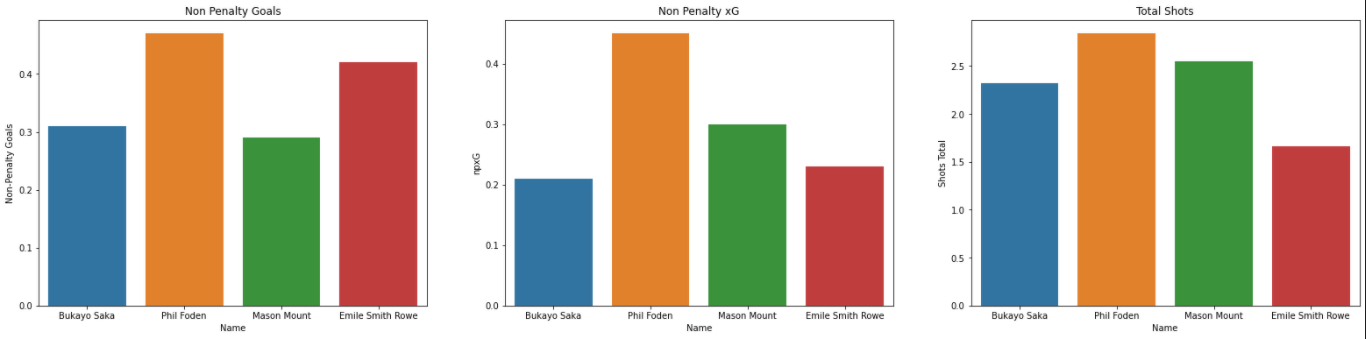 Non Penalty Goals
Non-Penalty Goals
0.4
0.3
0.2
0.1
0.0
Bukayo Saka Phil Foden Mason Mount Emile Smith Rowe
Name
Non Penalty xG
npxG
0.4
0.3
0.2
0.1
0.0
Bukayo Saka Phil Foden Mason Mount Emile Smith Rowe
Name
Total Shots
Shots Total
2.5
2.0
1.5
1.0
0.5
0.0
Bukayo Saka Phil Foden Mason Mount Emile Smith Rowe
Name